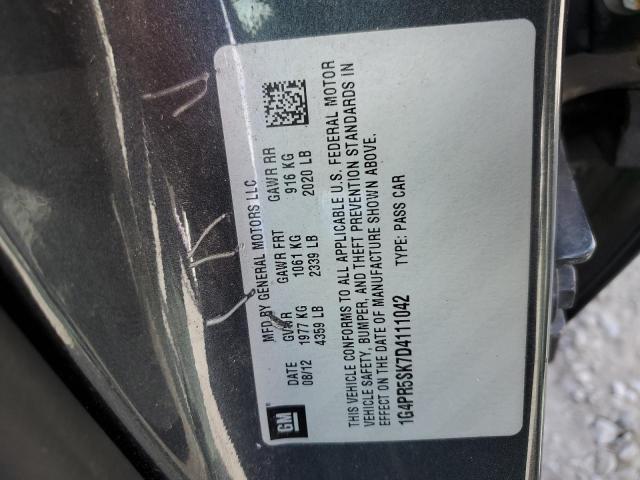 GM
MFD BY GENERAL MOTORS LLC
DATE GVWR GAWR FRT GAWR RR
08/12 1977 KG 1061 KG 916 KG
4359 LB 2339 LB 2020 LB
THIS VEHICLE CONFORMS TO ALL APPLICABLE U.S. FEDERAL MOTOR
VEHICLE SAFETY, BUMPER, AND THEFT PREVENTION STANDARDS IN
EFFECT ON THE DATE OF MANUFACTURE SHOWN ABOVE.
1G4PR5SK7D4111042 TYPE: PASS CAR